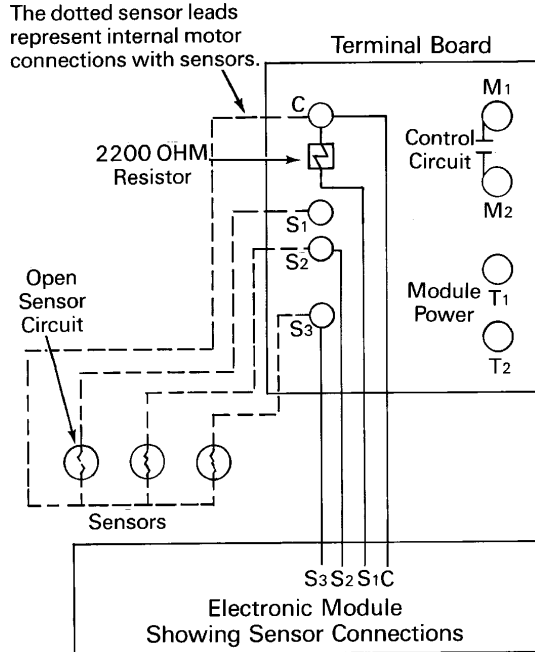 The dotted sensor leads
represent internal motor
connections with sensors.
Terminal Board
C
M1
2200 OHM
Resistor
Control
Circuit
S1
M2
S2
Open
Sensor
Circuit
Module
Power
T1
S3
T2
Sensors
S3 S2 S1 C
Electronic Module
Showing Sensor Connections